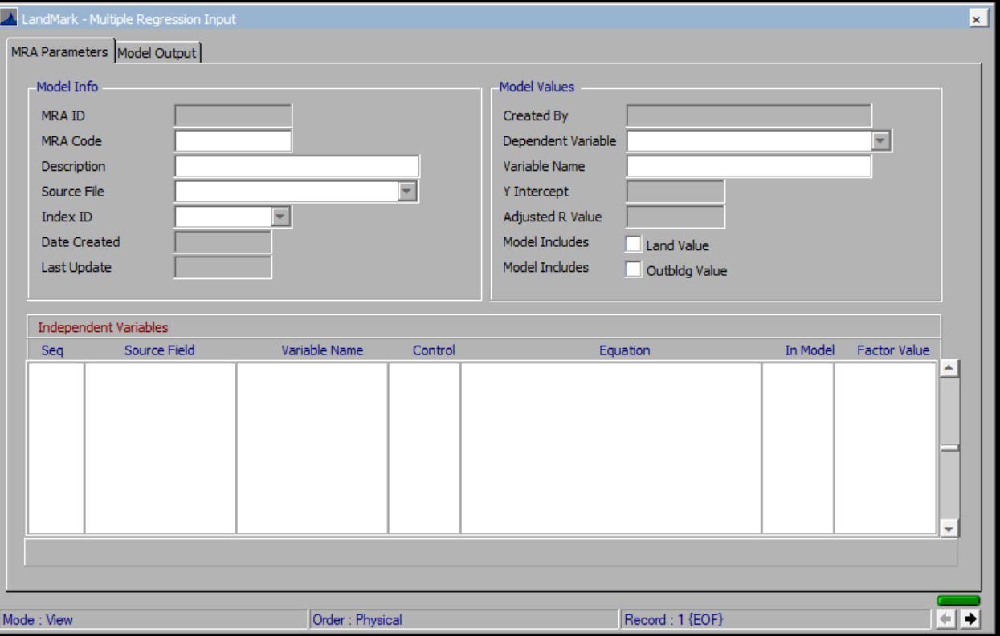 LandMark - Multiple Regression Input
MRA Parameters Model Output
Model Info
MRA ID
MRA Code
Description
Source File
Index ID
Date Created
Last Update
Model Values
Created By
Dependent Variable
Variable Name
Y Intercept
Adjusted R Value
Model Includes Land Value
Model Includes Outbldg Value
Independent Variables
Seq Source Field Variable Name Control Equation In Model Factor Value
Mode : View Order : Physical Record : 1 {EOF}